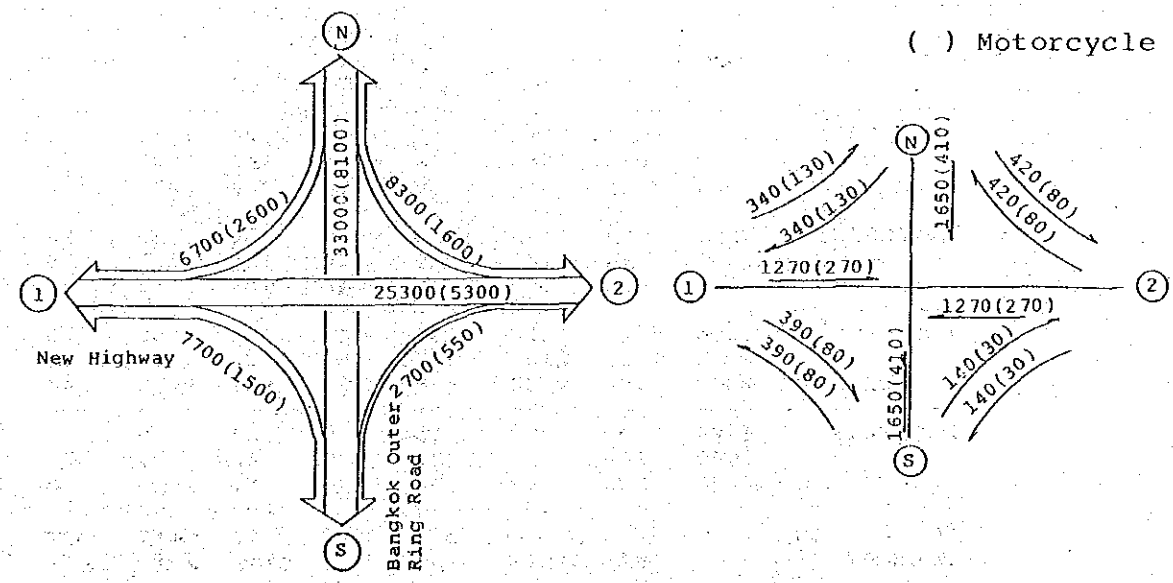 N
33000(8100)
6700(2600)
8300(1600)
1
25300(5300)
2
New Highway
7700(1500)
2700(550)
Bangkok Outer
Ring Road
S
( ) Motorcycle
N
1650(410)
340(130)
340(130)
420(80)
420(80)
1270(270)
1
2
1270(270)
390(80)
390(80)
1650(410)
140(30)
140(30)
S